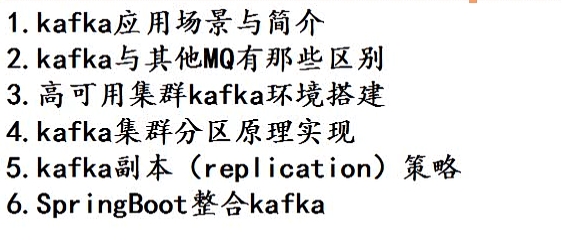 1.kafka应用场景与简介
2.kafka与其他MQ有那些区别
3.高可用集群kafka环境搭建
4.kafka集群分区原理实现
5.kafka副本（replication）策略
6.SpringBoot整合kafka